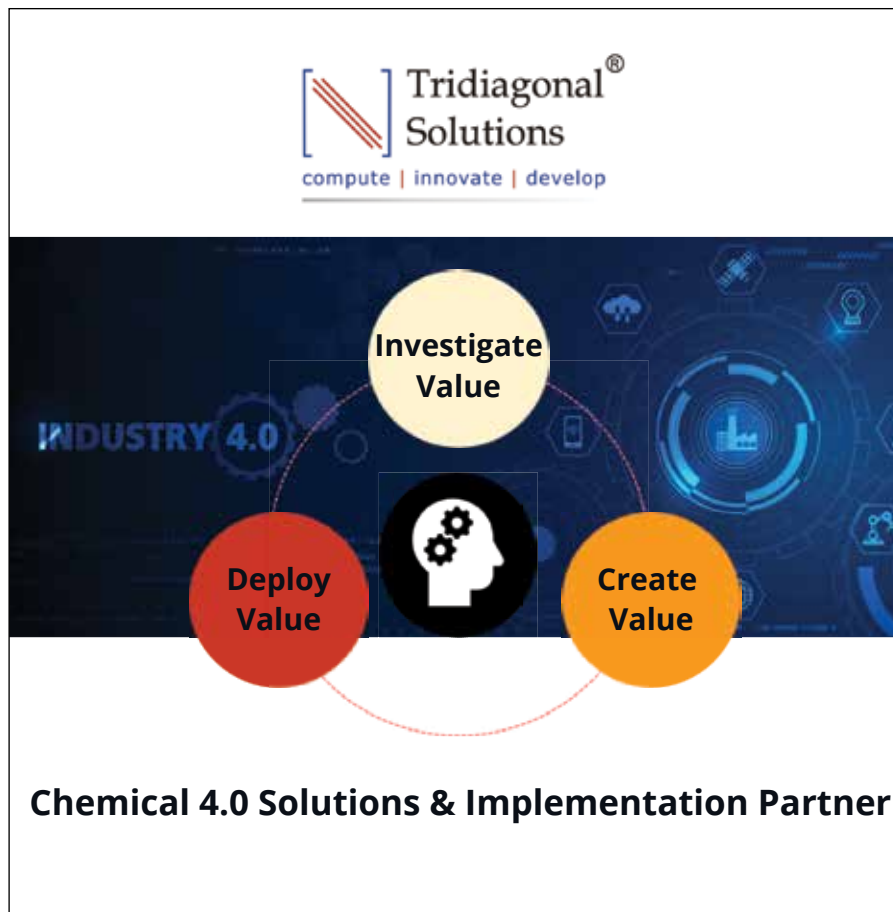 Tridiagonal®
Solutions
compute | innovate | develop
Investigate
Value
INDUSTRY 4.0
Deploy
Value
Create
Value
Chemical 4.0 Solutions & Implementation Partner